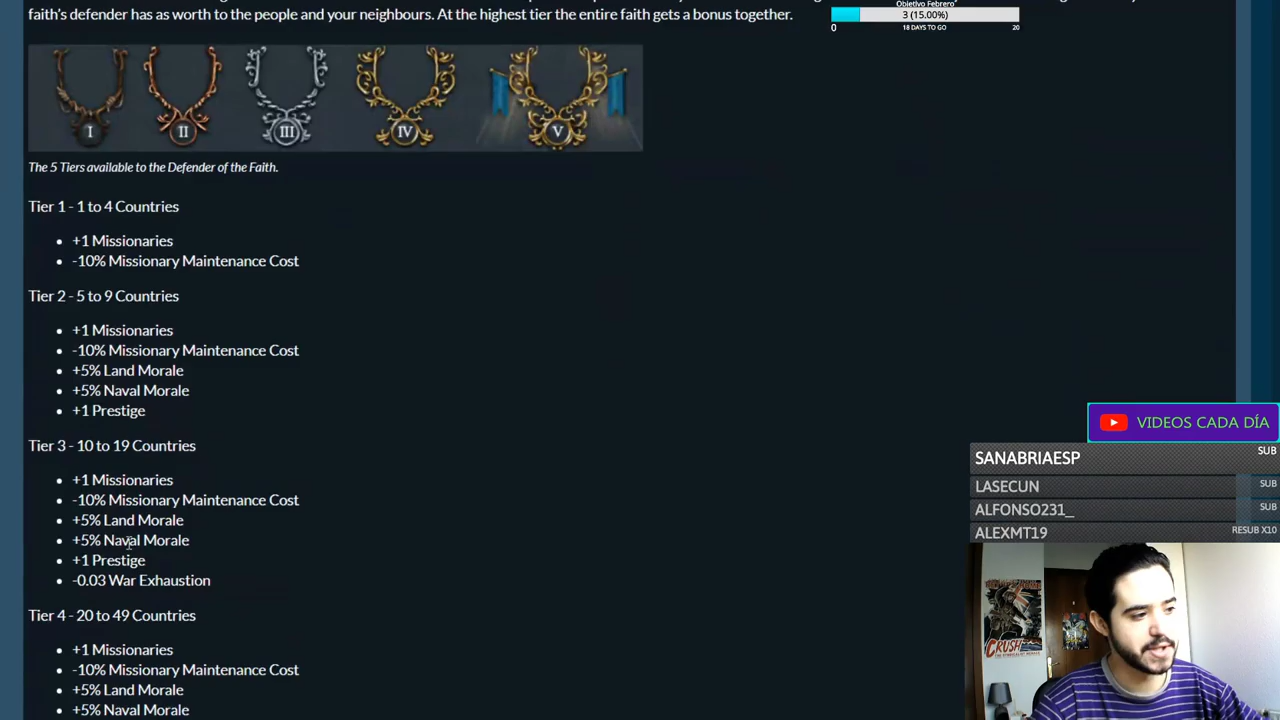 faith's defender has as worth to the people and your neighbours. At the highest tier the entire faith gets a bonus together.
Objetivo Febrero
3 (15.00%)
0
18 DAYS TO GO
20
I
II
III
IV
V
The 5 Tiers available to the Defender of the Faith.
Tier 1 - 1 to 4 Countries
+1 Missionaries
-10% Missionary Maintenance Cost
Tier 2 - 5 to 9 Countries
+1 Missionaries
-10% Missionary Maintenance Cost
+5% Land Morale
+5% Naval Morale
+1 Prestige
Tier 3 - 10 to 19 Countries
+1 Missionaries
-10% Missionary Maintenance Cost
+5% Land Morale
+5% Naval Morale
+1 Prestige
-0.03 War Exhaustion
Tier 4 - 20 to 49 Countries
+1 Missionaries
-10% Missionary Maintenance Cost
+5% Land Morale
+5% Naval Morale
VIDEOS CADA DÍA
SANABRIAESP SUB
LASECUN SUB
ALFONSO231_ SUB
ALEXMT19 RESUB X10
CRUSH